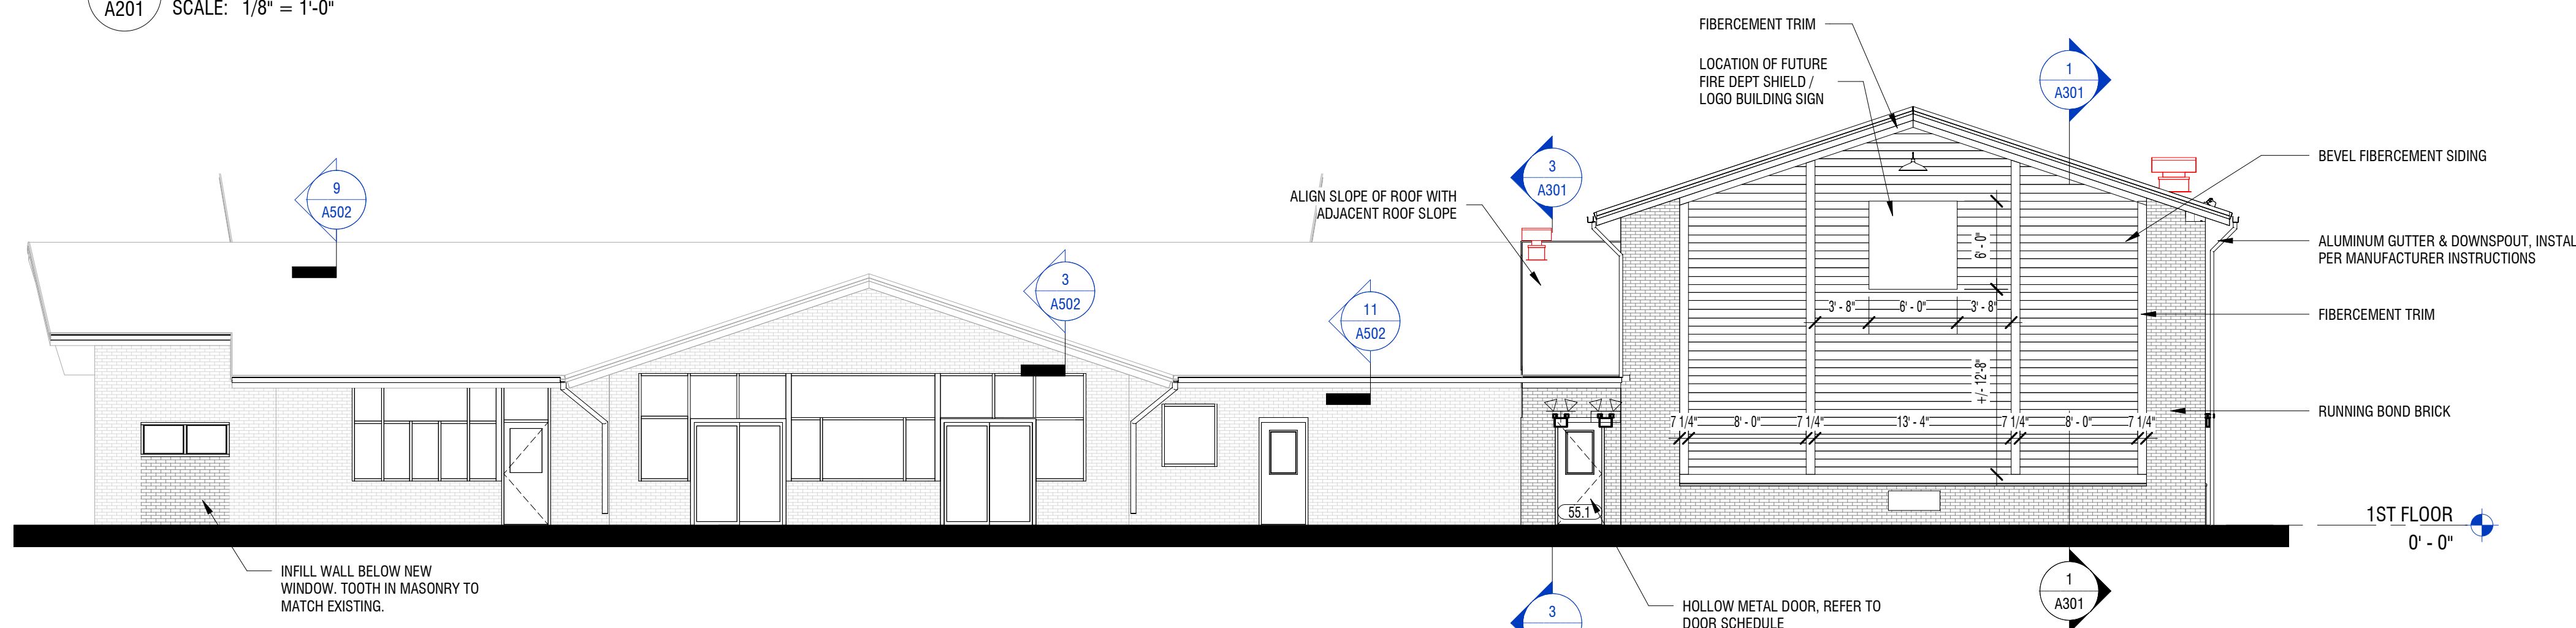 A201
SCALE: 1/8" = 1'-0"
FIBERCEMENT TRIM
LOCATION OF FUTURE
FIRE DEPT SHIELD /
LOGO BUILDING SIGN
1
A301
9
A502
3
A502
11
A502
3
A301
ALIGN SLOPE OF ROOF WITH
ADJACENT ROOF SLOPE
BEVEL FIBERCEMENT SIDING
ALUMINUM GUTTER & DOWNSPOUT, INSTAL
PER MANUFACTURER INSTRUCTIONS
FIBERCEMENT TRIM
RUNNING BOND BRICK
6' - 0"
3' - 8" 6' - 0" 3' - 8"
+/- 12'-8"
7 1/4" 8' - 0" 7 1/4" 13' - 4" 7 1/4" 8' - 0" 7 1/4"
55.1
1ST FLOOR
0' - 0"
INFILL WALL BELOW NEW
WINDOW. TOOTH IN MASONRY TO
MATCH EXISTING.
3
HOLLOW METAL DOOR, REFER TO
DOOR SCHEDULE
1
A301